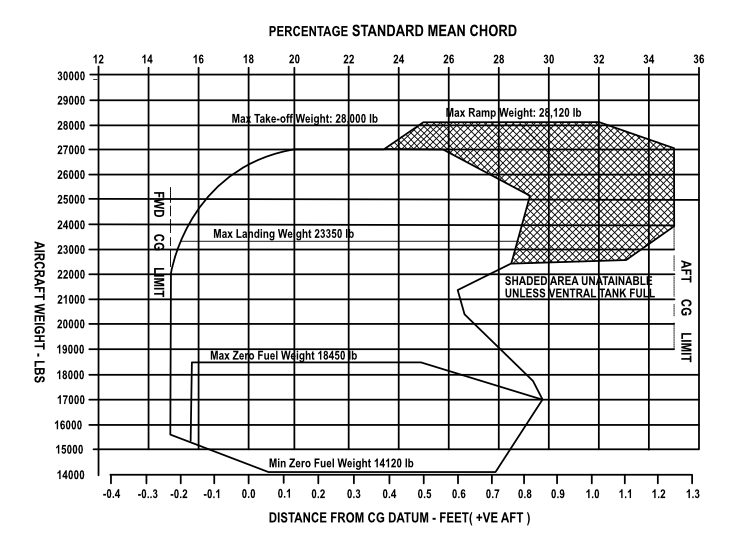 PERCENTAGE STANDARD MEAN CHORD
12 14 15 16 18 20 22 23 24 25 26 28 29 30 32 34 35 36
30000
29000
Max Take-off Weight: 28,000 lb
Max Ramp Weight: 28,120 lb
28000
27000
26000
25000
24000
Max Landing Weight 23350 lb
23000
22000
SHADED AREA UNATAINABLE
UNLESS VENTRAL TANK FULL
21000
20000
19000
Max Zero Fuel Weight 18450 lb
18000
17000
16000
15000
Min Zero Fuel Weight 14120 lb
14000
FWD CG LIMIT
AFT CG LIMIT
AIRCRAFT WEIGHT - LBS
-0.4 -0.3 -0.2 -0.1 0.0 0.1 0.2 0.3 0.4 0.5 0.6 0.7 0.8 0.9 1.0 1.1 1.2 1.3
DISTANCE FROM CG DATUM - FEET( +VE AFT )